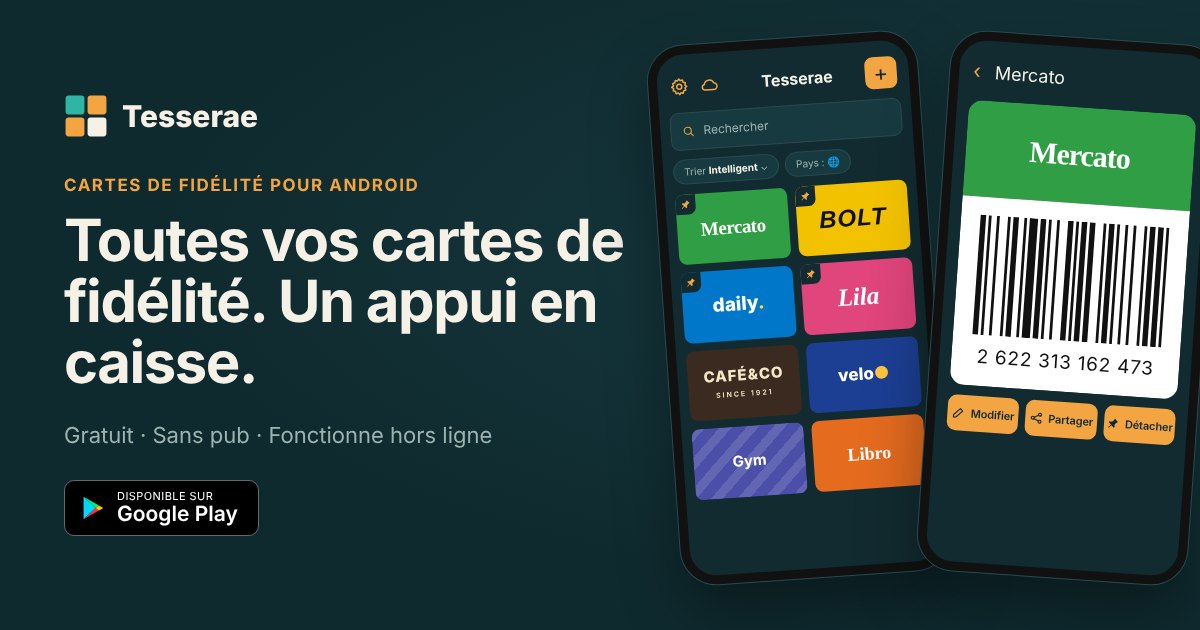 Tesserae
CARTES DE FIDÉLITÉ POUR ANDROID
Toutes vos cartes de
fidélité. Un appui en
caisse.
Gratuit · Sans pub · Fonctionne hors ligne
DISPONIBLE SUR
Google Play
Tesserae
+
Rechercher
Trier Intelligent
Pays :
Mercato
BOLT
daily.
Lila
CAFÉ&CO
SINCE 1921
velo
Gym
Libro
Mercato
Mercato
2 622 313 162 473
Modifier
Partager
Détacher